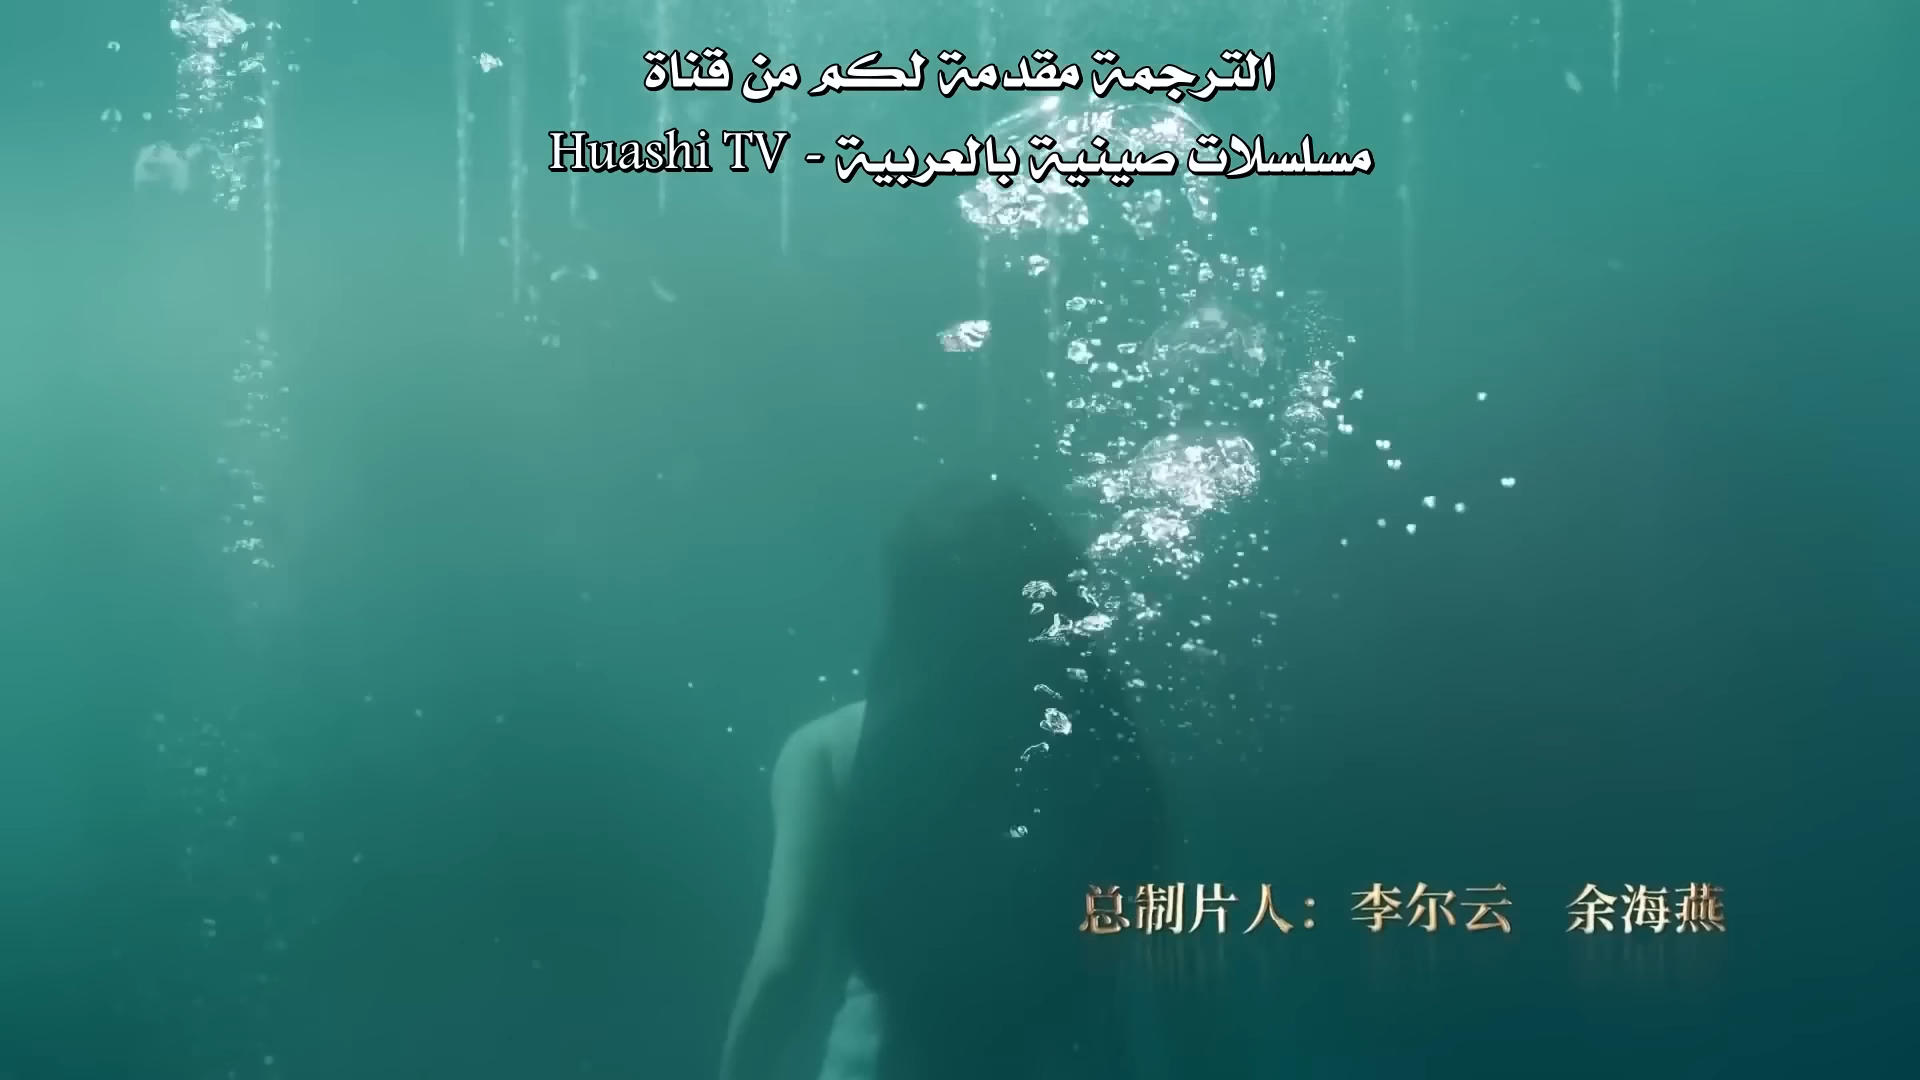 الترجمة مقدمة لكم من قناة
مسلسلات صينية بالعربية - Huashi TV
总制片人：李尔云　余海燕